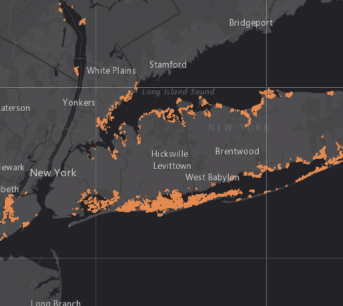 Bridgeport
Stamford
White Plains
Long Island Sound
Yonkers
aterson
NEW YORK
Hicksville
Levittown
Brentwood
ewark
New York
West Babylon
beth
Long Branch